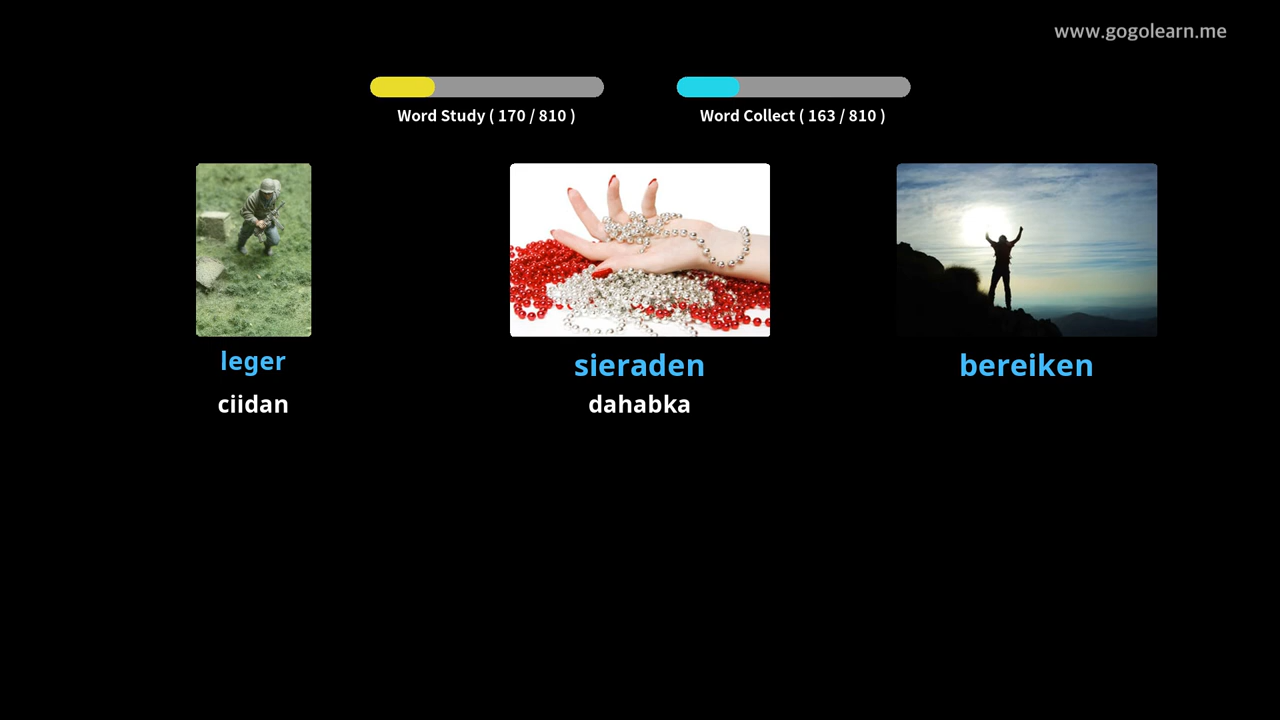 www.gogolearn.me
Word Study ( 170 / 810 )
Word Collect ( 163 / 810 )
leger
sieraden
bereiken
ciidan
dahabka